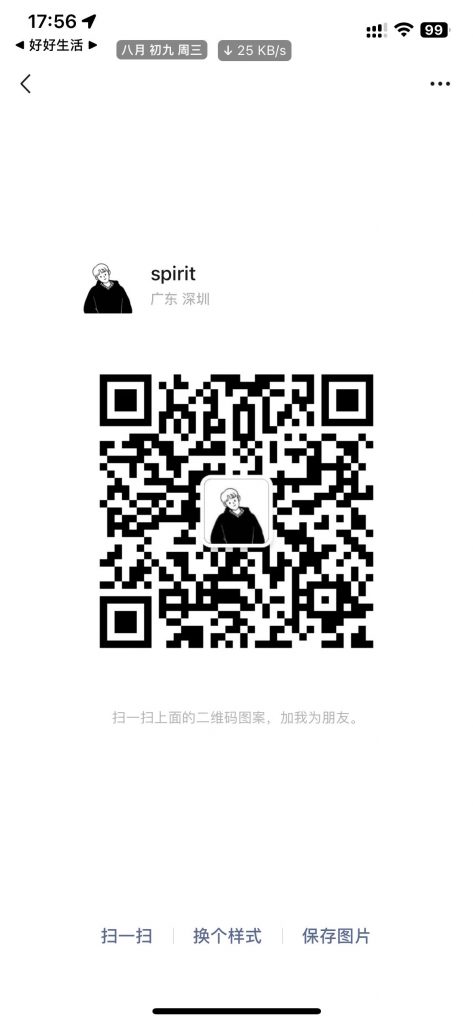 17:56
99
好好生活
八月 初九 周三
↓ 25 KB/s
spirit
广东 深圳
扫一扫上面的二维码图案，加我为朋友。
扫一扫
换个样式
保存图片